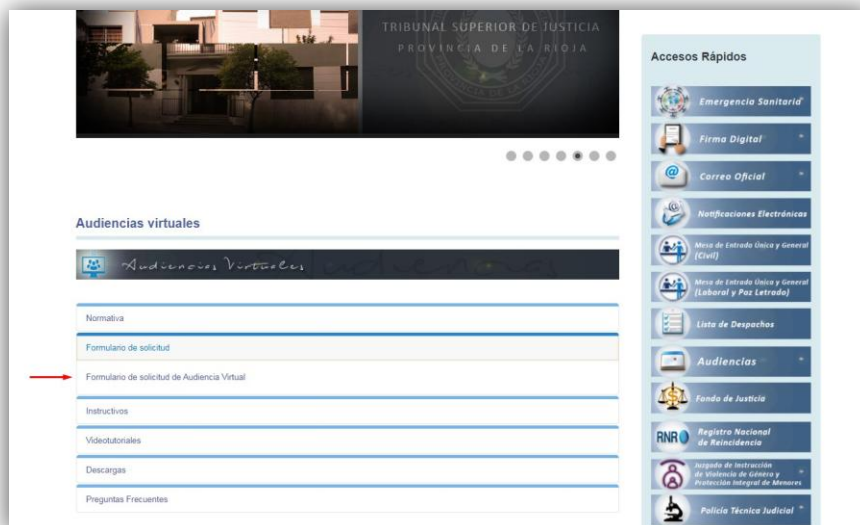 TRIBUNAL SUPERIOR DE JUSTICIA
PROVINCIA DE LA RIOJA
Audiencias virtuales
Audiencias Virtuales
Normativa
Formulario de solicitud
Formulario de solicitud de Audiencia Virtual
Instructivos
Videotutoriales
Descargas
Preguntas Frecuentes
Accesos Rápidos
Emergencia Sanitaria
Firma Digital
@
Correo Oficial
@
Notificaciones Electrónicas
Mesa de Entrada Única y General
(Civil)
Mesa de Entrada Única y General
(Laboral y Paz Letrado)
Lista de Despachos
Audiencias
Fondo de Justicia
RNR
Registro Nacional
de Reincidencia
Juzgado de Instrucción
de Violencia de Género y
Protección Integral de Menores
Policía Técnica Judicial